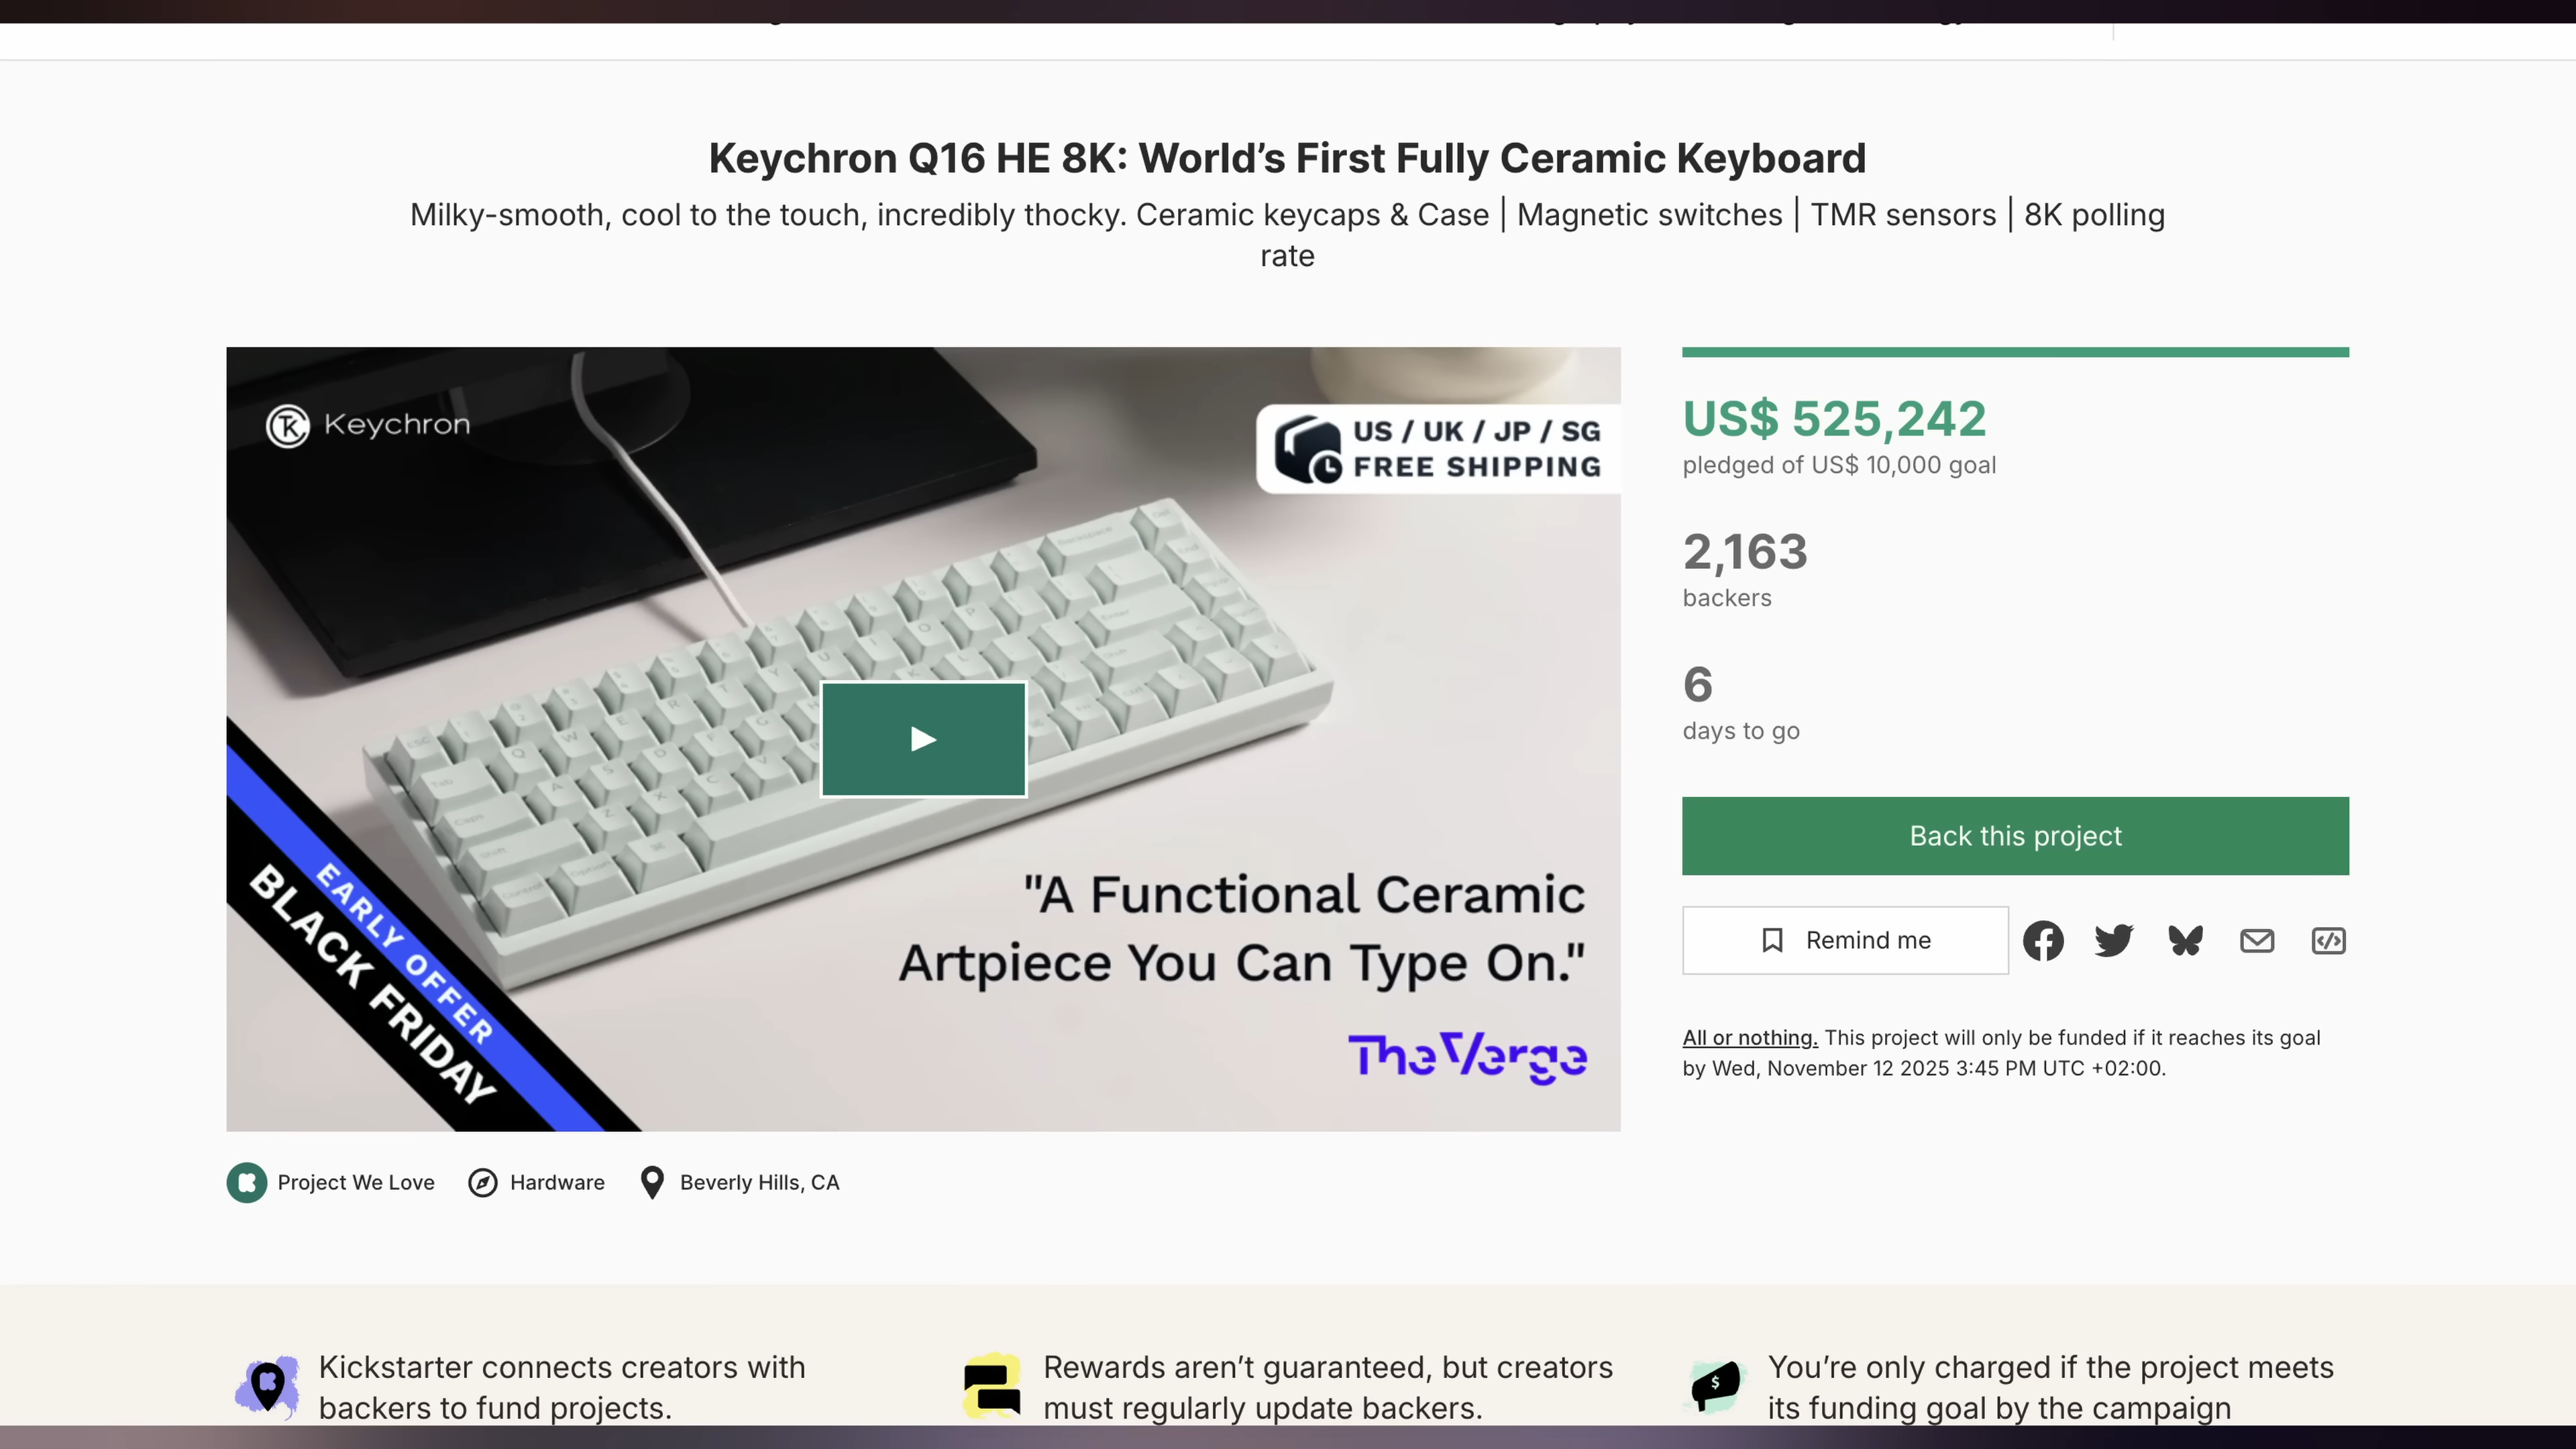 Keychron Q16 HE 8K: World’s First Fully Ceramic Keyboard
Milky-smooth, cool to the touch, incredibly thocky. Ceramic keycaps & Case | Magnetic switches | TMR sensors | 8K polling
rate
Keychron
US / UK / JP / SG
FREE SHIPPING
Backspace
Q W E R T Y U I O P
Tab
A S D F G
Caps
Enter
Z X C V
Shift
EARLY OFFER
BLACK FRIDAY
"A Functional Ceramic
Artpiece You Can Type On."
TheVerge
US$ 525,242
pledged of US$ 10,000 goal
2,163
backers
6
days to go
Back this project
Remind me
All or nothing. This project will only be funded if it reaches its goal
by Wed, November 12 2025 3:45 PM UTC +02:00.
Project We Love
Hardware
Beverly Hills, CA
Kickstarter connects creators with
backers to fund projects.
Rewards aren’t guaranteed, but creators
must regularly update backers.
You’re only charged if the project meets
its funding goal by the campaign